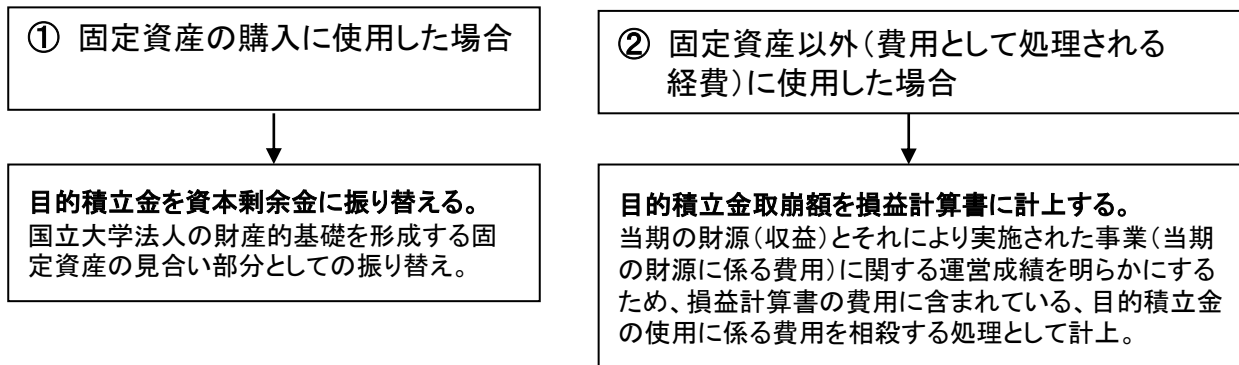 ① 固定資産の購入に使用した場合
② 固定資産以外(費用として処理される
経費)に使用した場合
目的積立金を資本剰余金に振り替える。
国立大学法人の財産的基礎を形成する固
定資産の見合い部分としての振り替え。
目的積立金取崩額を損益計算書に計上する。
当期の財源(収益)とそれにより実施された事業(当期
の財源に係る費用)に関する運営成績を明らかにする
ため、損益計算書の費用に含まれている、目的積立金
の使用に係る費用を相殺する処理として計上。